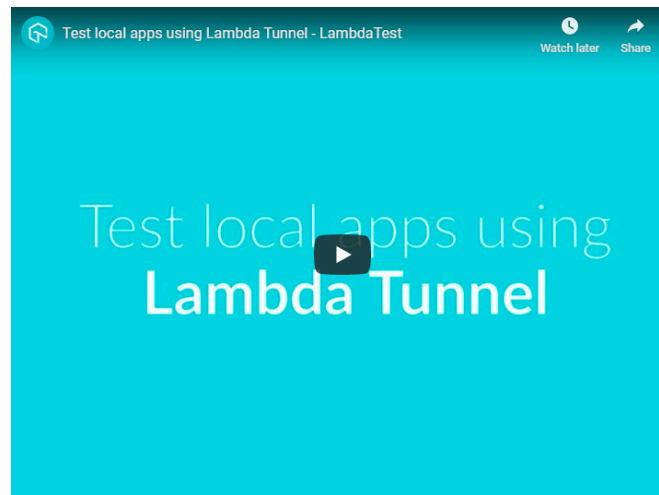 Test local apps using Lambda Tunnel - LambdaTest
Watch later
Share
Test local apps using
Lambda Tunnel